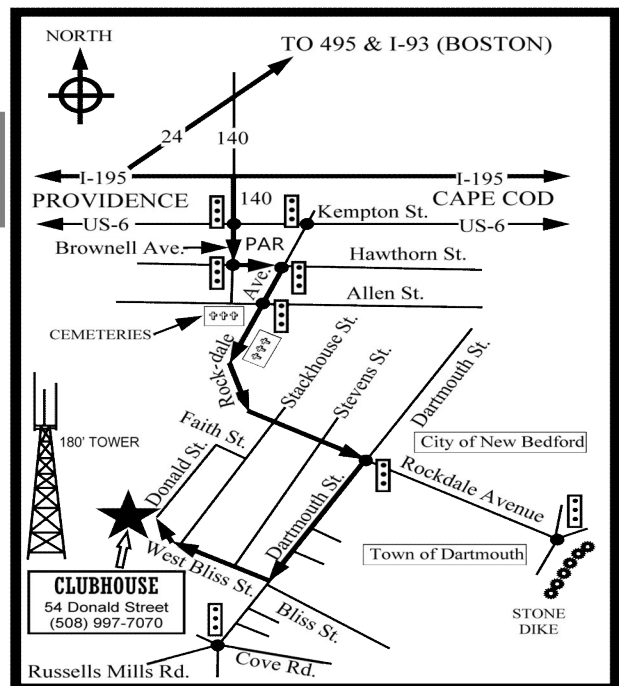 NORTH
TO 495 & I-93 (BOSTON)
24
140
I-195
I-195
PROVIDENCE
140
CAPE COD
Kempton St.
US-6
US-6
Brownell Ave.
PAR
Hawthorn St.
Ave.
Allen St.
CEMETERIES
Rock-dale
Stackhouse St.
Stevens St.
Dartmouth St.
Faith St.
City of New Bedford
180' TOWER
Donald St.
Rockdale Avenue
Dartmouth St.
Town of Dartmouth
West Bliss St.
CLUBHOUSE
54 Donald Street
(508) 997-7070
Bliss St.
STONE
DIKE
Cove Rd.
Russells Mills Rd.